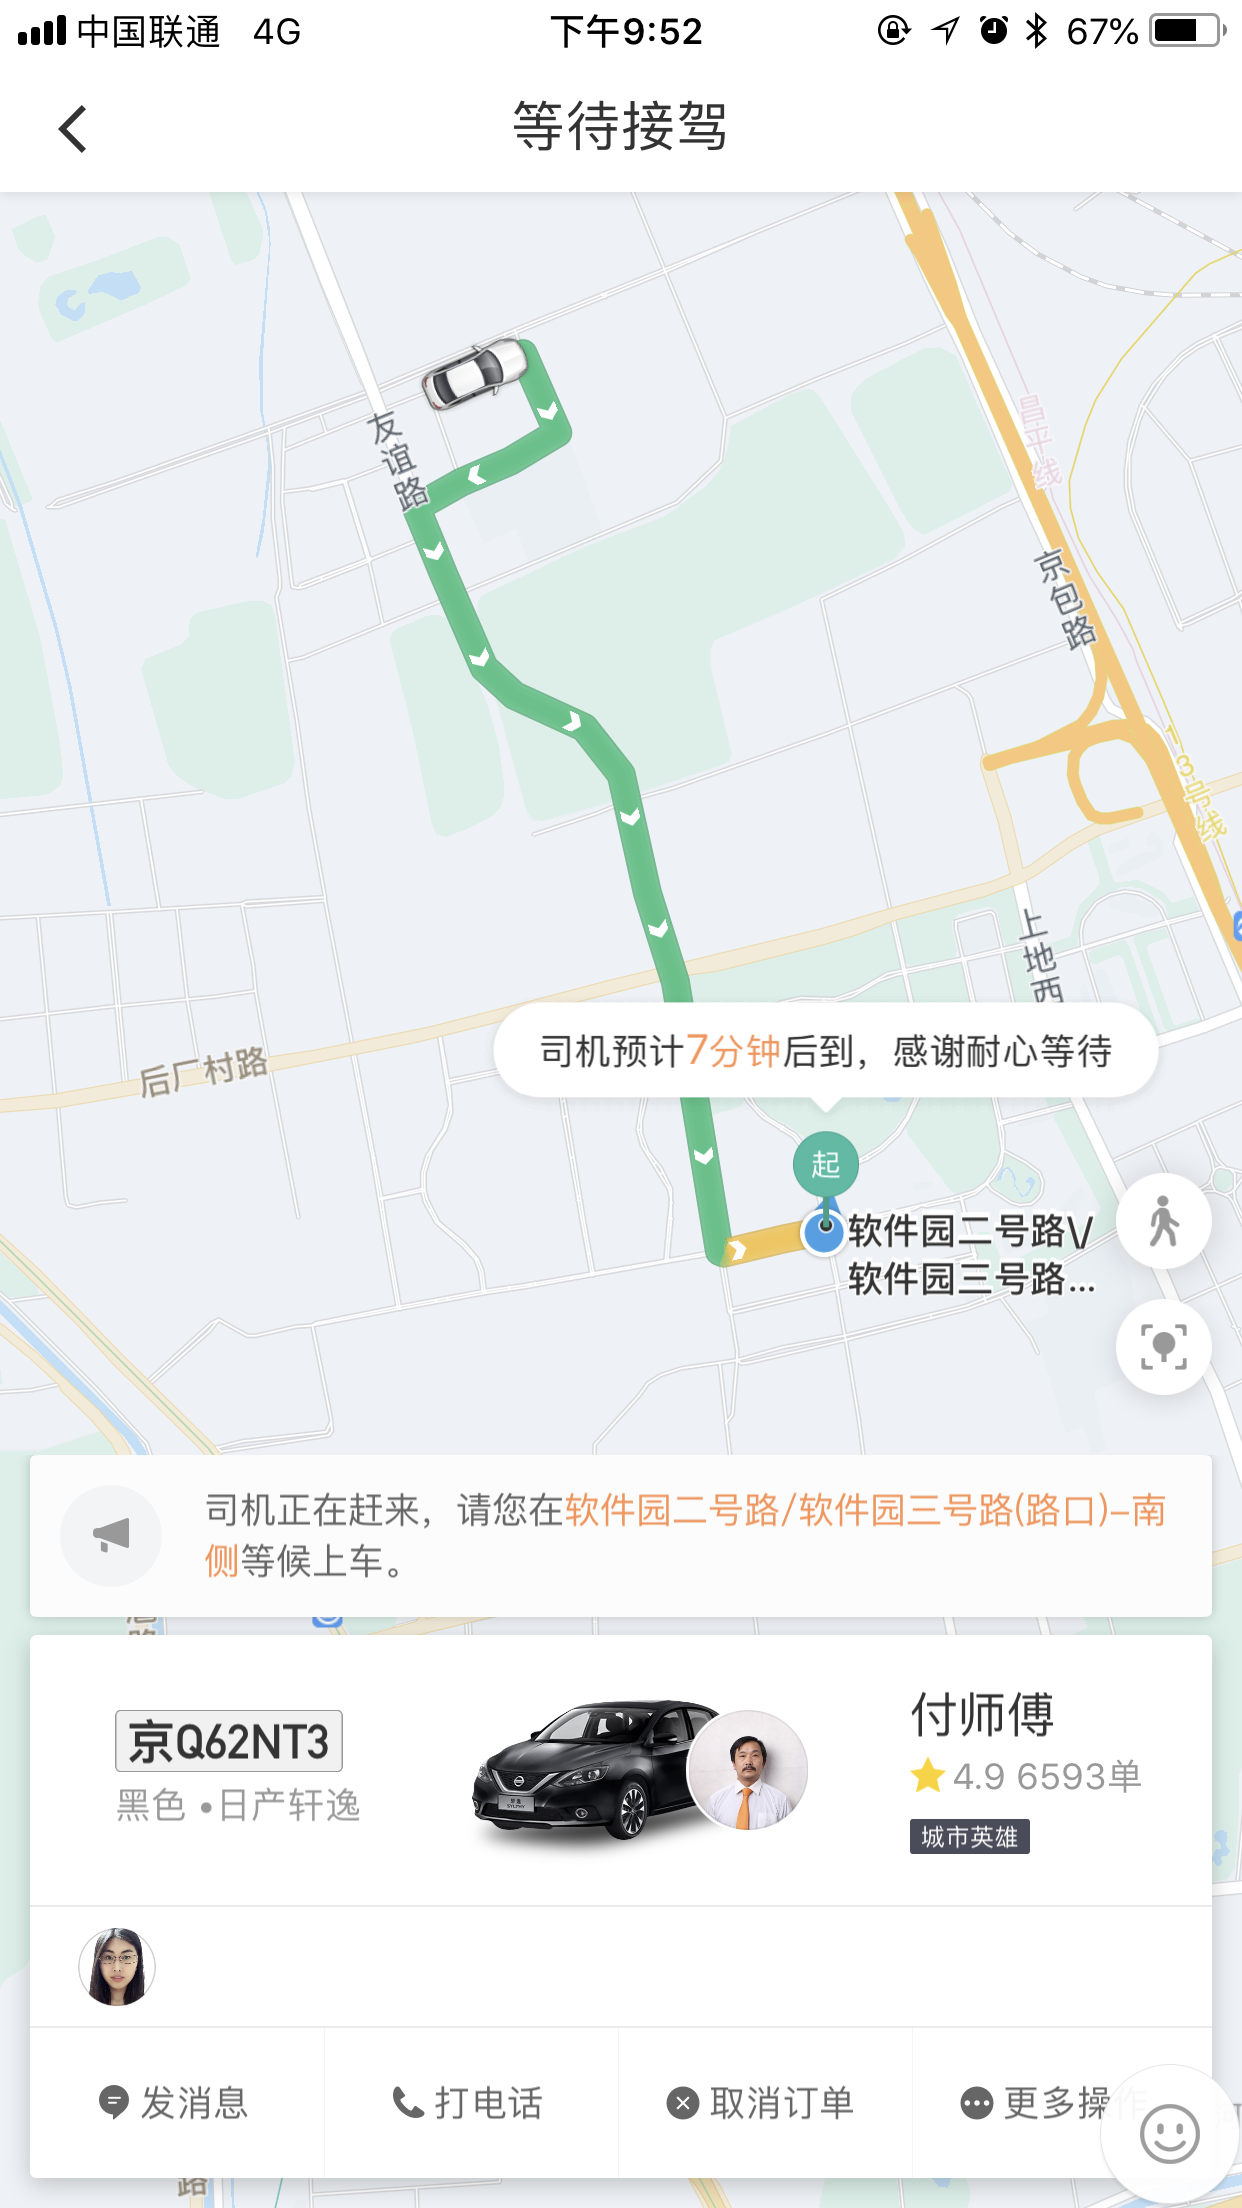 中国联通 4G 下午9:52 67%
等待接驾
友谊路
昌平线
京包路
13号线
上地西
后厂村路
司机预计7分钟后到，感谢耐心等待
起
软件园二号路\/
软件园三号路...
司机正在赶来，请您在软件园二号路/软件园三号路(路口)-南
侧等候上车。
京Q62NT3
黑色 •日产轩逸
付师傅
4.9 6593单
城市英雄
发消息 打电话 取消订单 更多操作
路